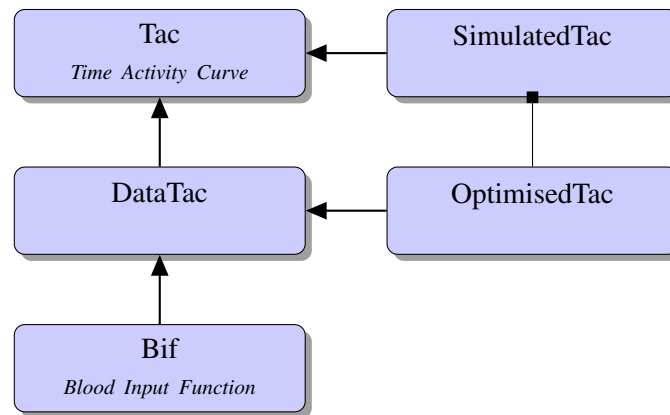 Tac
Time Activity Curve
SimulatedTac
DataTac
OptimisedTac
Bif
Blood Input Function